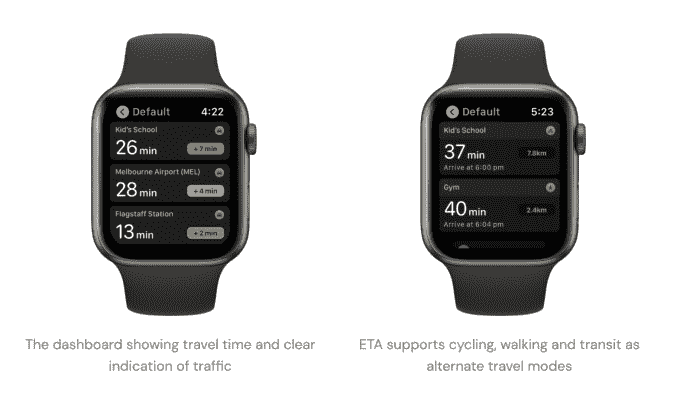 Default 4:22
Kid's School
26 min + 7 min
Melbourne Airport (MEL)
28 min + 4 min
Flagstaff Station
13 min + 2 min
Default 5:23
Kid's School
37 min 7.8km
Arrive at 6:00 pm
Gym
40 min 2.4km
Arrive at 6:04 pm
The dashboard showing travel time and clear
indication of traffic
ETA supports cycling, walking and transit as
alternate travel modes